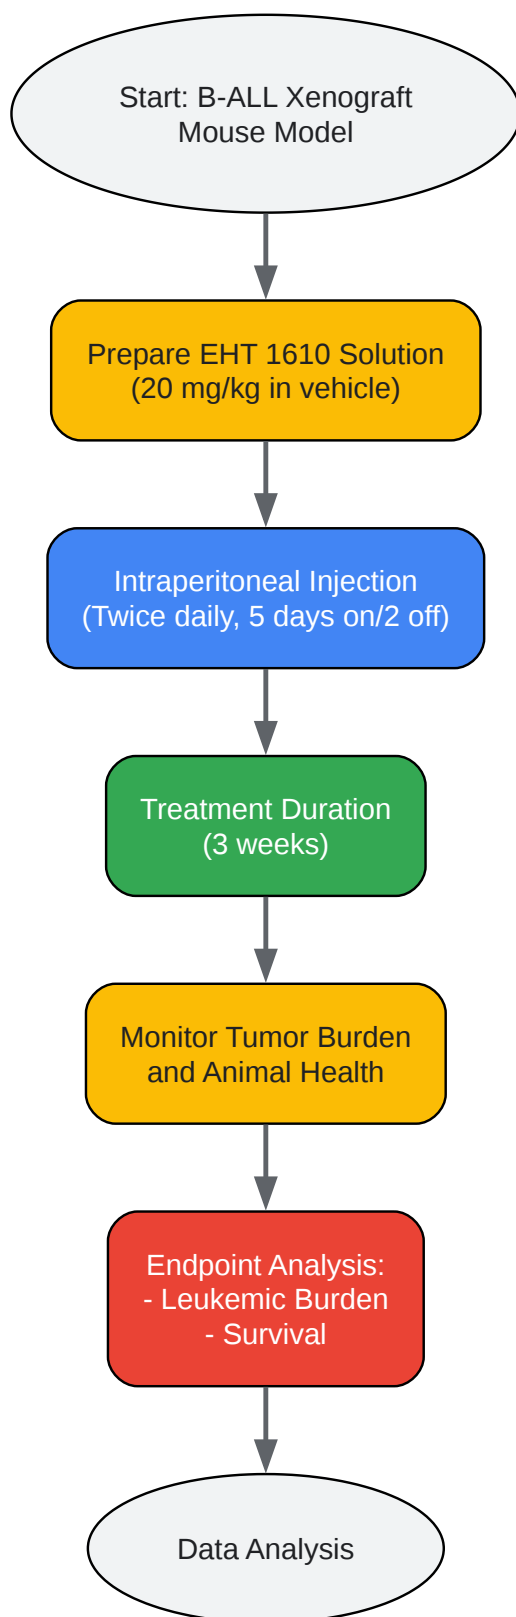 Start: B-ALL Xenograft
Mouse Model
Prepare EHT 1610 Solution
(20 mg/kg in vehicle)
Intraperitoneal Injection
(Twice daily, 5 days on/2 off)
Treatment Duration
(3 weeks)
Monitor Tumor Burden
and Animal Health
Endpoint Analysis:
- Leukemic Burden
- Survival
Data Analysis